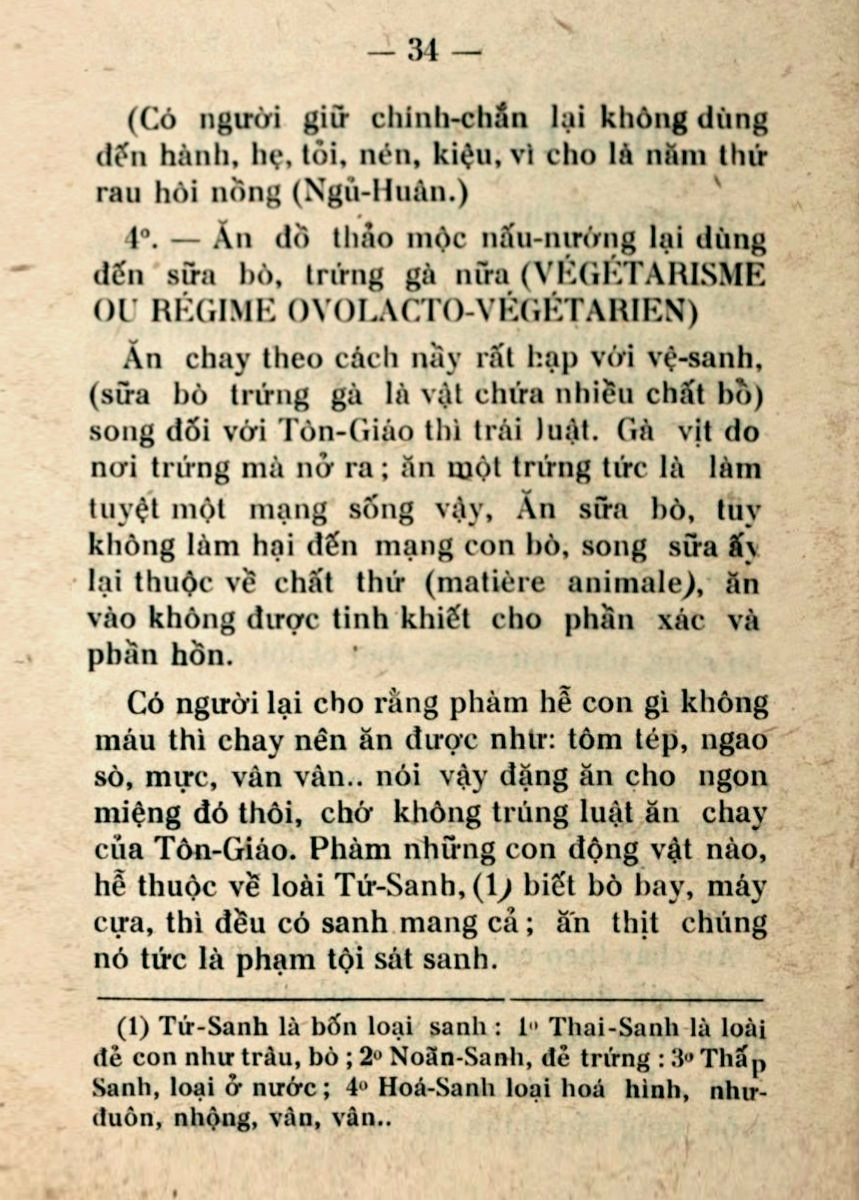 — 34 —
(Có người giữ chính-chắn lại không dùng
đến hành, hẹ, tỏi, nén, kiệu, vì cho là năm thứ
rau hôi nồng (Ngủ-Huân.)
4º. — Ăn đồ thảo mộc nấu-nướng lại dùng
đến sữa bò, trứng gà nữa (VÉGÉTARISME
OU RÉGIME OVOLACTO-VÉGÉTARIEN)
Ăn chay theo cách nầy rất hạp với vệ-sanh,
(sữa bò trứng gà là vật chứa nhiều chất bồ)
song đối với Tôn-Giáo thì trái luật. Gà vịt do
nơi trứng mà nở ra ; ăn một trứng tức là làm
tuyệt một mạng sống vậy, Ăn sữa bò, tuy
không làm hại đến mạng con bò, song sữa ấy
lại thuộc về chất thứ (matière animale), ăn
vào không được tinh khiết cho phần xác và
phần hồn.
Có người lại cho rằng phàm hễ con gì không
máu thì chay nên ăn được như: tôm tép, ngao
sò, mực, vân vân.. nói vậy đặng ăn cho ngon
miệng đó thôi, chớ không trúng luật ăn chay
của Tôn-Giáo. Phàm những con động vật nào,
hễ thuộc về loài Tứ-Sanh, (1) biết bò bay, máy
cựa, thì đều có sanh mang cả ; ăn thịt chúng
nó tức là phạm tội sát sanh.
(1) Tứ-Sanh là bốn loại sanh : 1º Thai-Sanh là loài
đẻ con như trâu, bò ; 2º Noãn-Sanh, đẻ trứng : 3º Thấp
Sanh, loại ở nước ; 4º Hoá-Sanh loại hoá hình, như-
đuôn, nhộng, vân, vân..